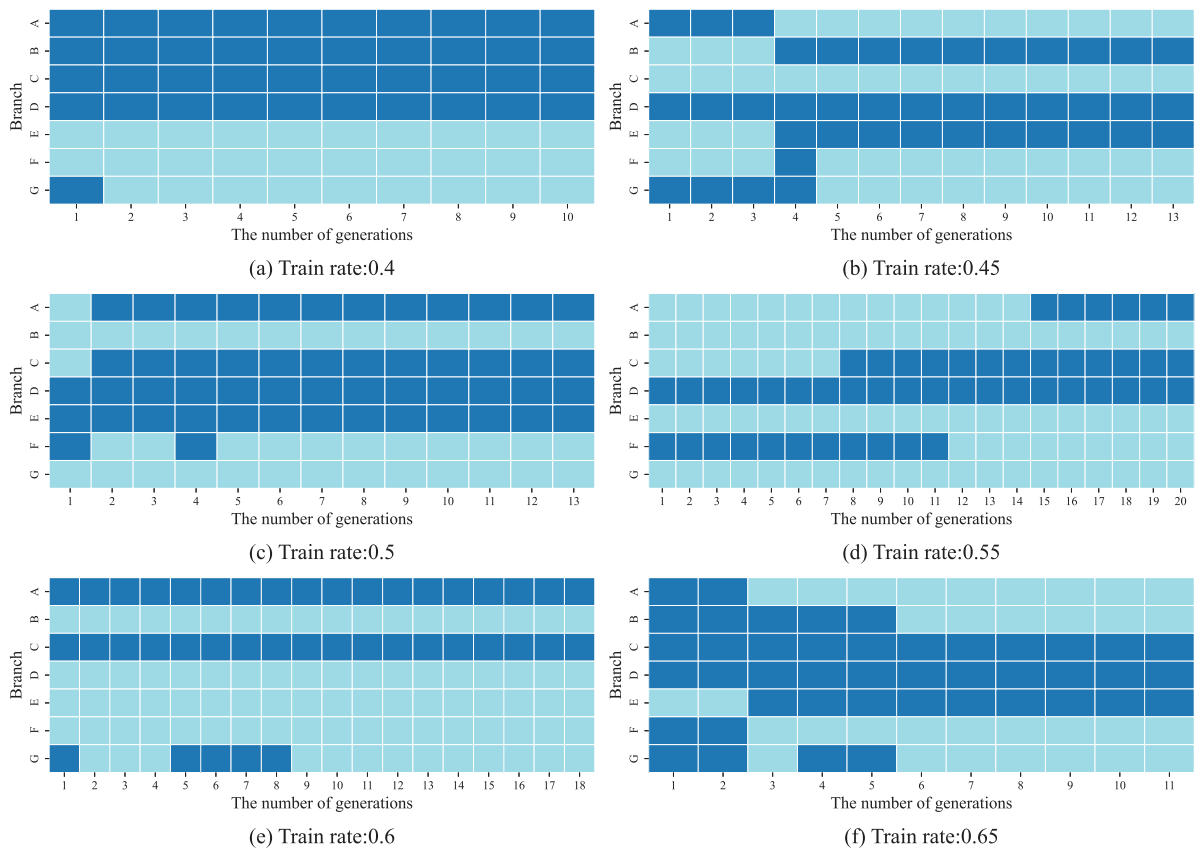 Branch
A
B
C
D
E
F
G
1 2 3 4 5 6 7 8 9 10
The number of generations
(a) Train rate:0.4
Branch
A
B
C
D
E
F
G
1 2 3 4 5 6 7 8 9 10 11 12 13
The number of generations
(b) Train rate:0.45
Branch
A
B
C
D
E
F
G
1 2 3 4 5 6 7 8 9 10 11 12 13
The number of generations
(c) Train rate:0.5
Branch
A
B
C
D
E
F
G
1 2 3 4 5 6 7 8 9 10 11 12 13 14 15 16 17 18 19 20
The number of generations
(d) Train rate:0.55
Branch
A
B
C
D
E
F
G
1 2 3 4 5 6 7 8 9 10 11 12 13 14 15 16 17 18
The number of generations
(e) Train rate:0.6
Branch
A
B
C
D
E
F
G
1 2 3 4 5 6 7 8 9 10 11
The number of generations
(f) Train rate:0.65